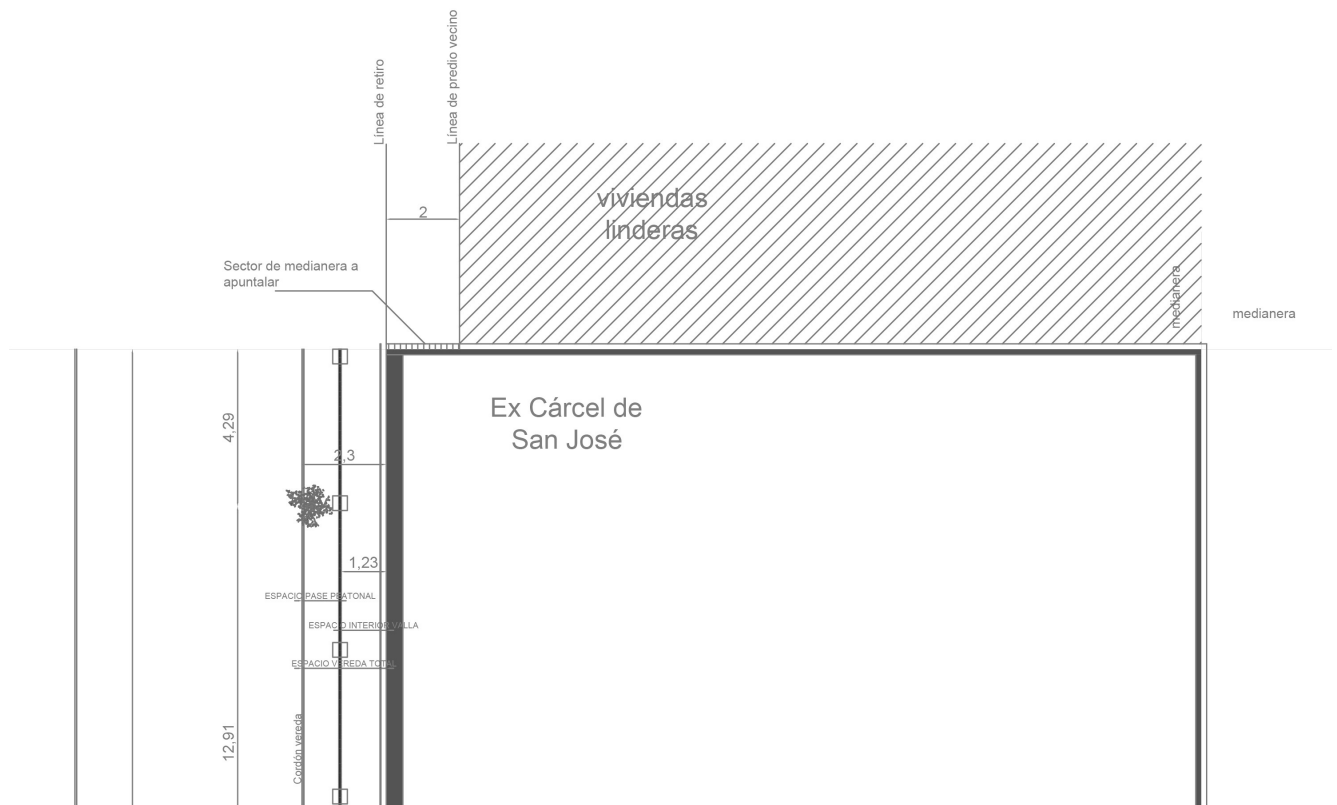 Línea de retiro
Línea de predio vecino
viviendas
linderas
2
Sector de medianera a
apuntalar
medianera
medianera
Ex Cárcel de
San José
4,29
2,3
1,23
ESPACIO PASE PEATONAL
ESPACIO INTERIOR VALLA
ESPACIO VEREDA TOTAL
12,91
Cordón vereda